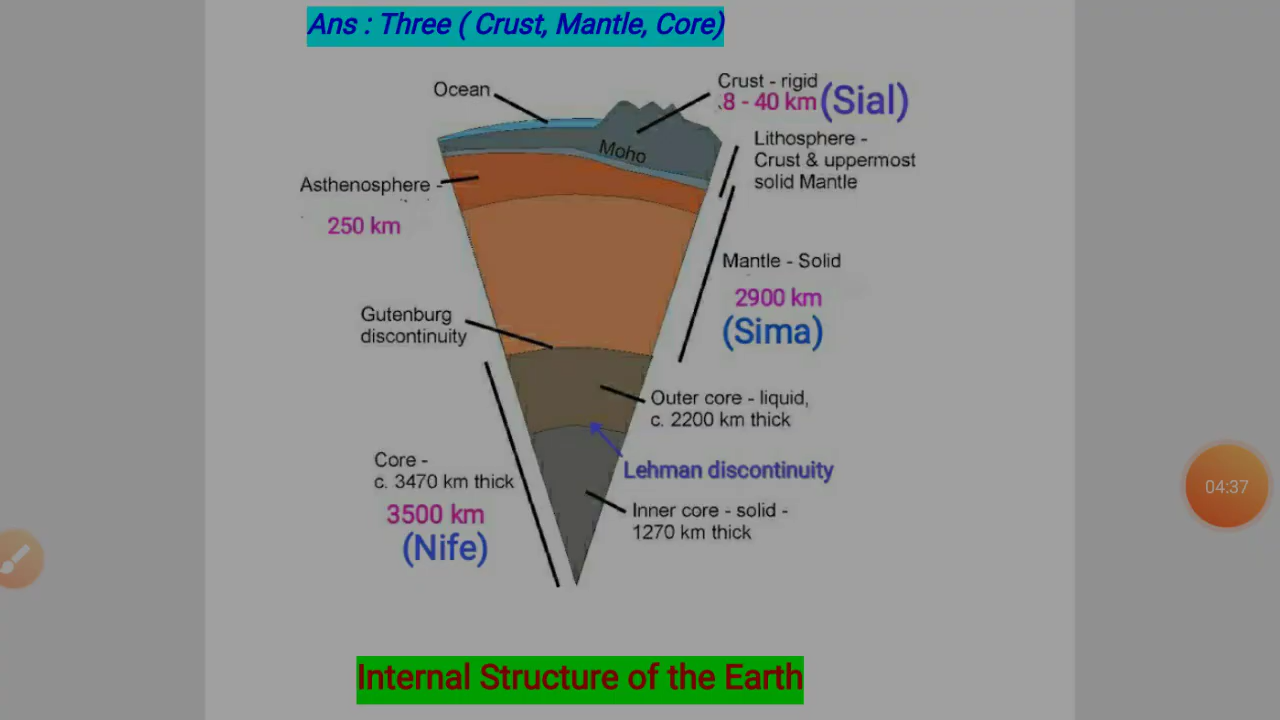 Ans : Three ( Crust, Mantle, Core)
Ocean
Crust - rigid
8 - 40 km (Sial)
Moho
Lithosphere -
Crust & uppermost
solid Mantle
Asthenosphere -
250 km
Mantle - Solid
2900 km
(Sima)
Gutenburg
discontinuity
Outer core - liquid,
c. 2200 km thick
Core -
c. 3470 km thick
3500 km
(Nife)
Lehman discontinuity
Inner core - solid -
1270 km thick
04:37
Internal Structure of the Earth